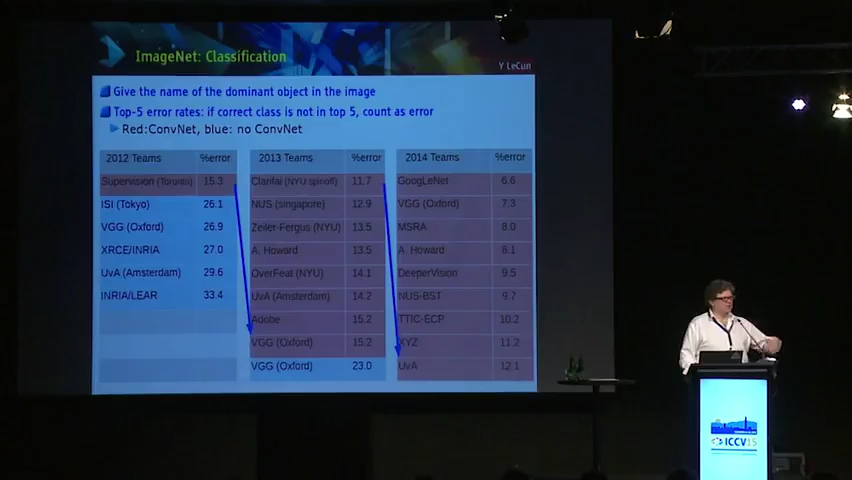 ImageNet: Classification
Y LeCun
Give the name of the dominant object in the image
Top-5 error rates: if correct class is not in top 5, count as error
Red:ConvNet, blue: no ConvNet
2012 Teams %error
Supervision (Toronto) 15.3
ISI (Tokyo) 26.1
VGG (Oxford) 26.9
XRCE/INRIA 27.0
UvA (Amsterdam) 29.6
INRIA/LEAR 33.4
2013 Teams %error
Clarifai (NYU spinoff) 11.7
NUS (singapore) 12.9
Zeiler-Fergus (NYU) 13.5
A. Howard 13.5
OverFeat (NYU) 14.1
UvA (Amsterdam) 14.2
Adobe 15.2
VGG (Oxford) 15.2
VGG (Oxford) 23.0
2014 Teams %error
GoogLeNet 6.6
VGG (Oxford) 7.3
MSRA 8.0
A. Howard 8.1
DeeperVision 9.5
NUS-BST 9.7
TTIC-ECP 10.2
XYZ 11.2
UvA 12.1
ICCV15